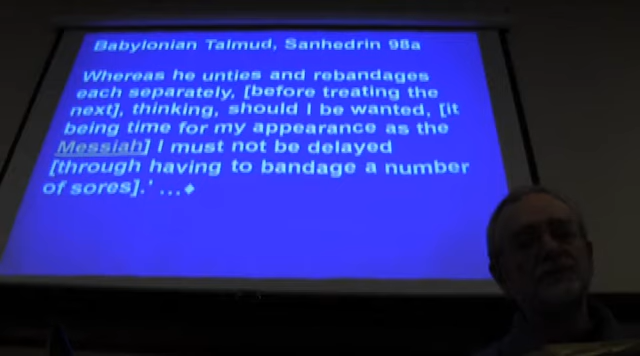 Babylonian Talmud, Sanhedrin 98a
Whereas he unties and rebandages
each separately, [before treating the
next], thinking, should I be wanted, [it
being time for my appearance as the
Messiah] I must not be delayed
[through having to bandage a number
of sores].' ...